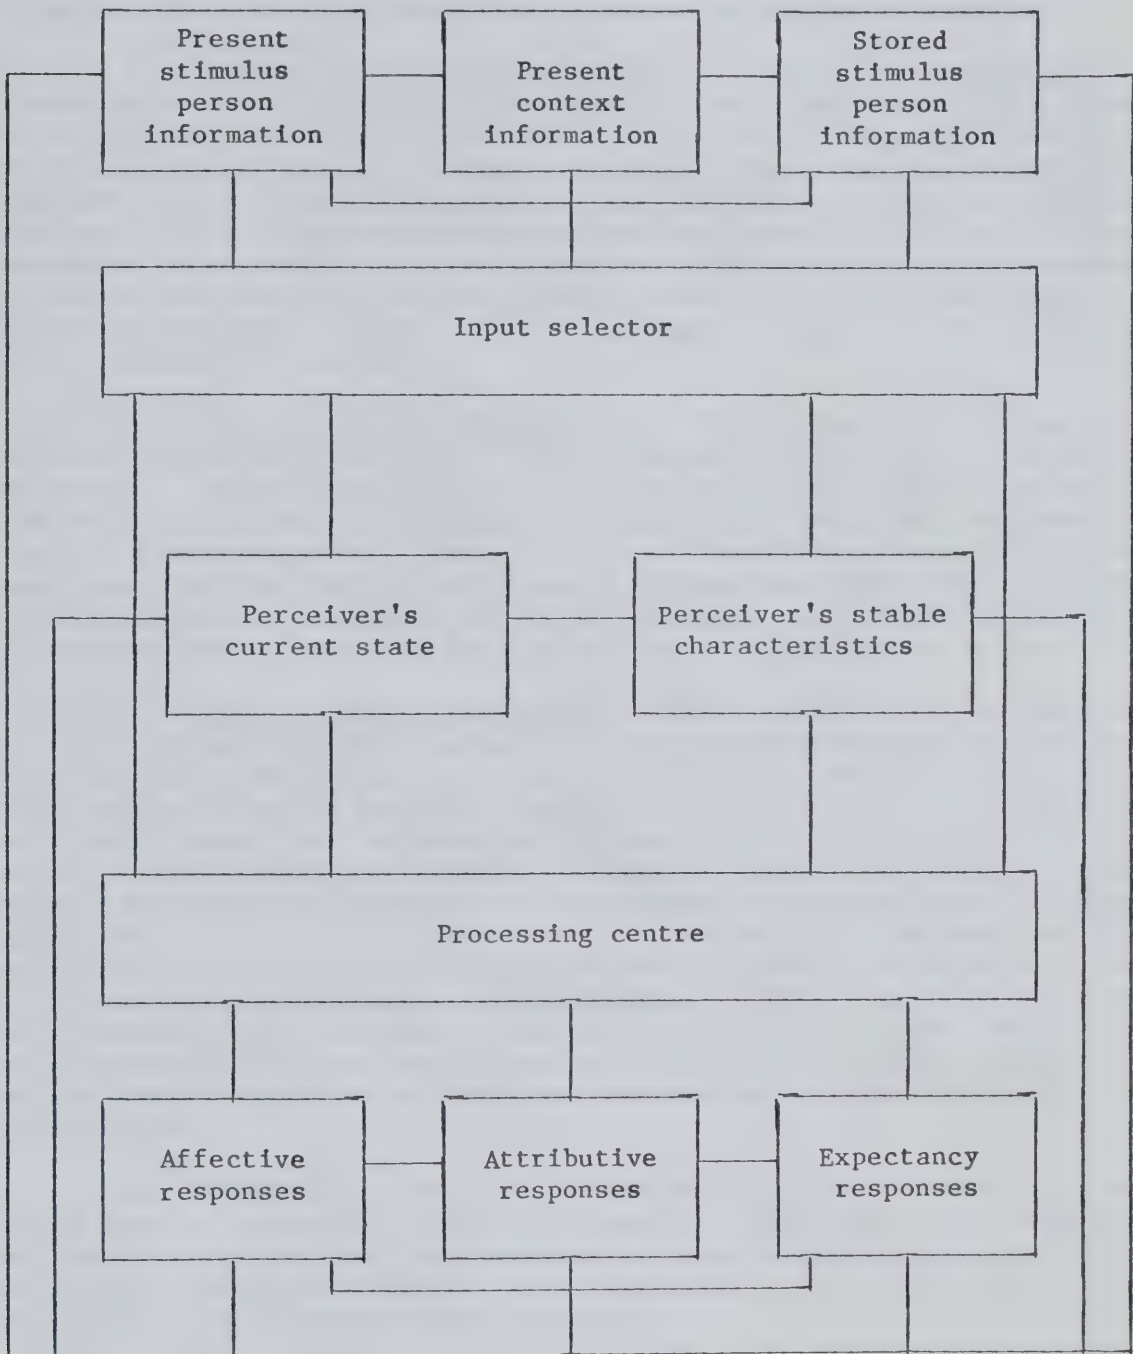 Present
stimulus
person
information
Present
context
information
Stored
stimulus
person
information
Input selector
Perceiver's
current state
Perceiver's stable
characteristics
Processing centre
Affective
responses
Attributive
responses
Expectancy
responses